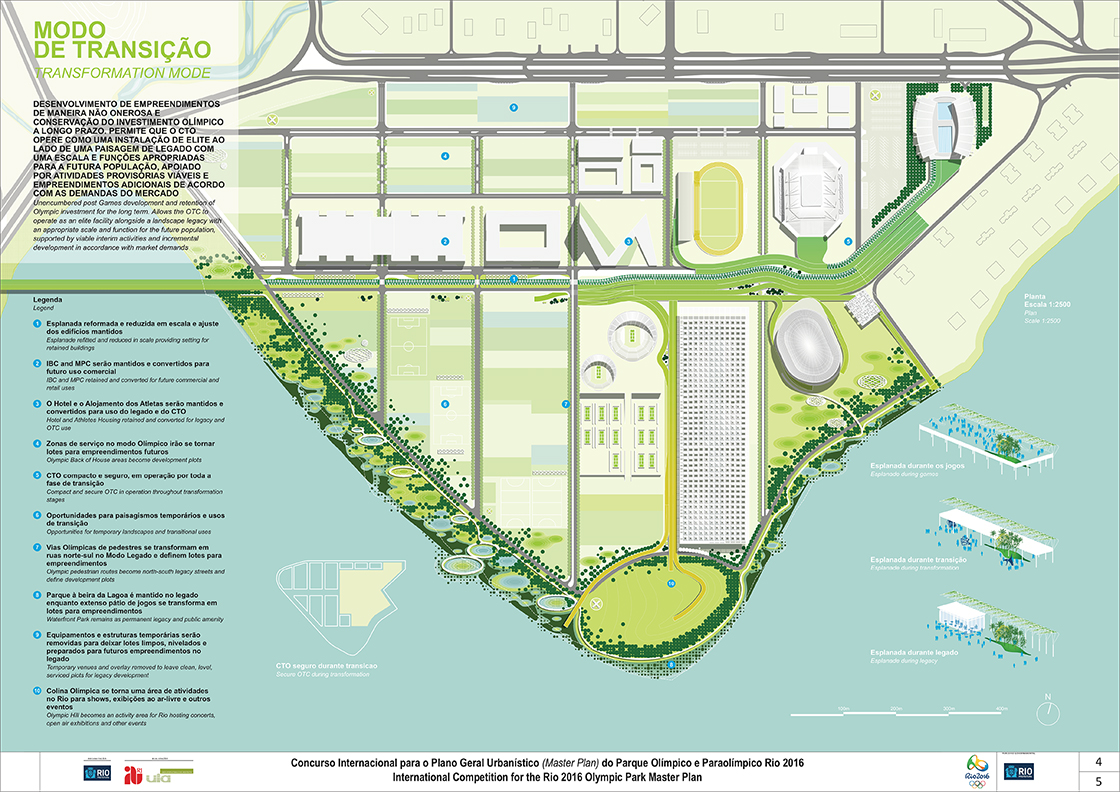 MODO
DE TRANSIÇÃO
TRANSFORMATION MODE
DESENVOLVIMENTO DE EMPREENDIMENTOS
DE MANEIRA NÃO ONEROSA E
CONSERVAÇÃO DO INVESTIMENTO OLÍMPICO
A LONGO PRAZO. PERMITE QUE O CTO
OPERE COMO UMA INSTALAÇÃO DE ELITE AO
LADO DE UMA PAISAGEM DE LEGADO COM
UMA ESCALA E FUNÇÕES APROPRIADAS
PARA A FUTURA POPULAÇÃO, APOIADO
POR ATIVIDADES PROVISÓRIAS VIÁVEIS E
EMPREENDIMENTOS ADICIONAIS DE ACORDO
COM AS DEMANDAS DO MERCADO
Unencumbered post Games development and retention of
Olympic investment for the long term. Allows the OTC to
operate as an elite facility alongside a landscape legacy with
an appropriate scale and function for the future population,
supported by viable interim activities and incremental
development in accordance with market demands
Legenda
Legend
1 Esplanada reformada e reduzida em escala e ajuste
dos edifícios mantidos
Esplanade refitted and reduced in scale providing setting for
retained buildings
2 IBC and MPC serão mantidos e convertidos para
futuro uso comercial
IBC and MPC retained and converted for future commercial and
retail uses
3 O Hotel e o Alojamento dos Atletas serão mantidos e
convertidos para uso do legado e do CTO
Hotel and Athletes Housing retained and converted for legacy and
OTC use
4 Zonas de serviço no modo Olímpico irão se tornar
lotes para empreendimentos futuros
Olympic Back of House areas become development plots
5 CTO compacto e seguro, em operação por toda a
fase de transição
Compact and secure OTC in operation throughout transformation
stages
6 Oportunidades para paisagismos temporários e usos
de transição
Opportunities for temporary landscapes and transitional uses
7 Vias Olímpicas de pedestres se transformam em
ruas norte-sul no Modo Legado e definem lotes para
empreendimentos
Olympic pedestrian routes become north-south legacy streets and
define development plots
8 Parque à beira da Lagoa é mantido no legado
enquanto extenso pátio de jogos se transforma em
lotes para empreendimentos
Waterfront Park remains as permanent legacy and public amenity
9 Equipamentos e estruturas temporárias serão
removidas para deixar lotes limpos, nivelados e
preparados para futuros empreendimentos no
legado
Temporary venues and overlay removed to leave clean, level,
serviced plots for legacy development
10 Colina Olímpica se torna uma área de atividades
no Rio para shows, exibições ao ar-livre e outros
eventos
Olympic Hill becomes an activity area for Rio hosting concerts,
open air exhibitions and other events
9
4
2
3
5
1
6
7
10
8
Planta
Escala 1:2500
Plan
Scale 1:2500
Esplanada durante os jogos
Esplanade during games
Esplanada durante transição
Esplanade during transformation
Esplanada durante legado
Esplanade during legacy
CTO seguro durante transicao
Secure OTC during transformation
100m 200m 300m 400m
N
RIO
iab RJ
ula
Concurso Internacional para o Plano Geral Urbanístico (Master Plan) do Parque Olímpico e Paraolímpico Rio 2016
International Competition for the Rio 2016 Olympic Park Master Plan
Rio2016
RIO
4
5